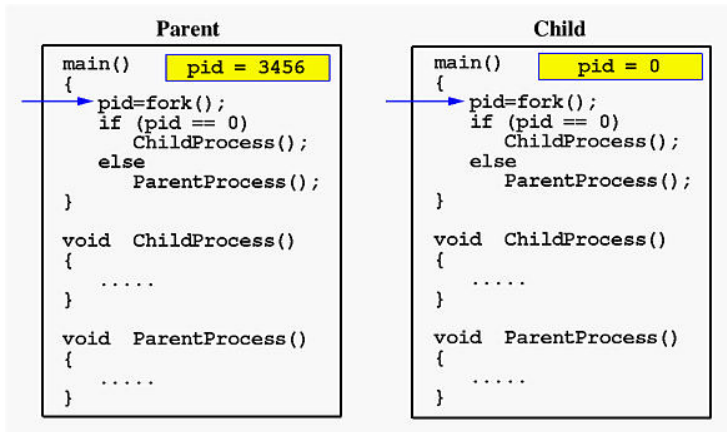 Parent
main()
pid = 3456
{
pid=fork();
if (pid == 0)
ChildProcess();
else
ParentProcess();
}
void ChildProcess()
{
.....
}
void ParentProcess()
{
.....
}
Child
main()
pid = 0
{
pid=fork();
if (pid == 0)
ChildProcess();
else
ParentProcess();
}
void ChildProcess()
{
.....
}
void ParentProcess()
{
.....
}